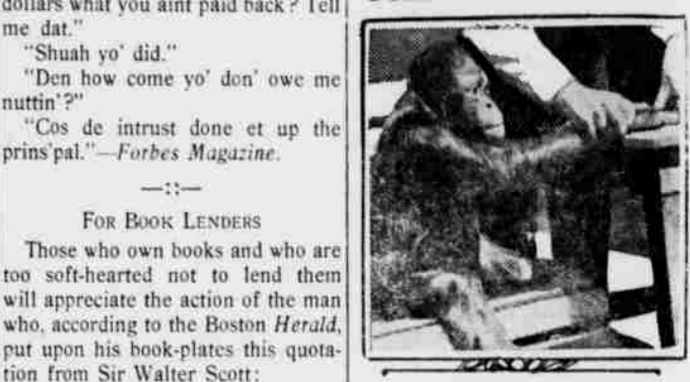 dollars what you aint paid back? Tell
me dat."
"Shuah yo' did."
"Den how come yo' don' owe me
nuttin'?"
"Cos de intrust done et up the
prins'pal."—Forbes Magazine.
—::—
FOR BOOK LENDERS
Those who own books and who are
too soft-hearted not to lend them
will appreciate the action of the man
who, according to the Boston Herald,
put upon his book-plates this quota-
tion from Sir Walter Scott: